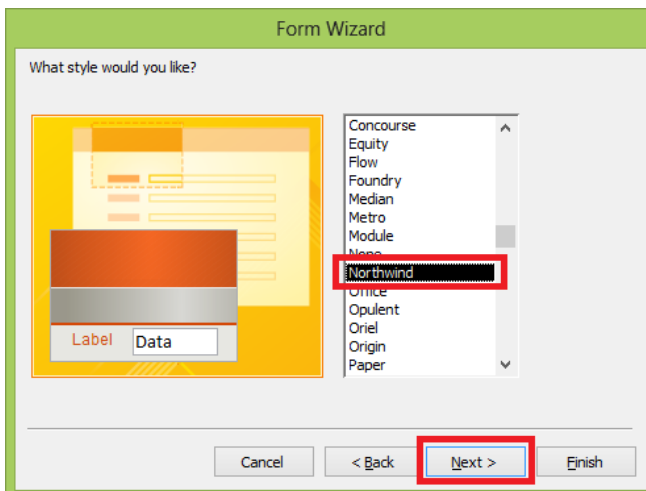 Form Wizard
What style would you like?
Concourse
Equity
Flow
Foundry
Median
Metro
Module
None
Northwind
Office
Opulent
Oriel
Origin
Paper
Label
Data
Cancel
< Back
Next >
Finish